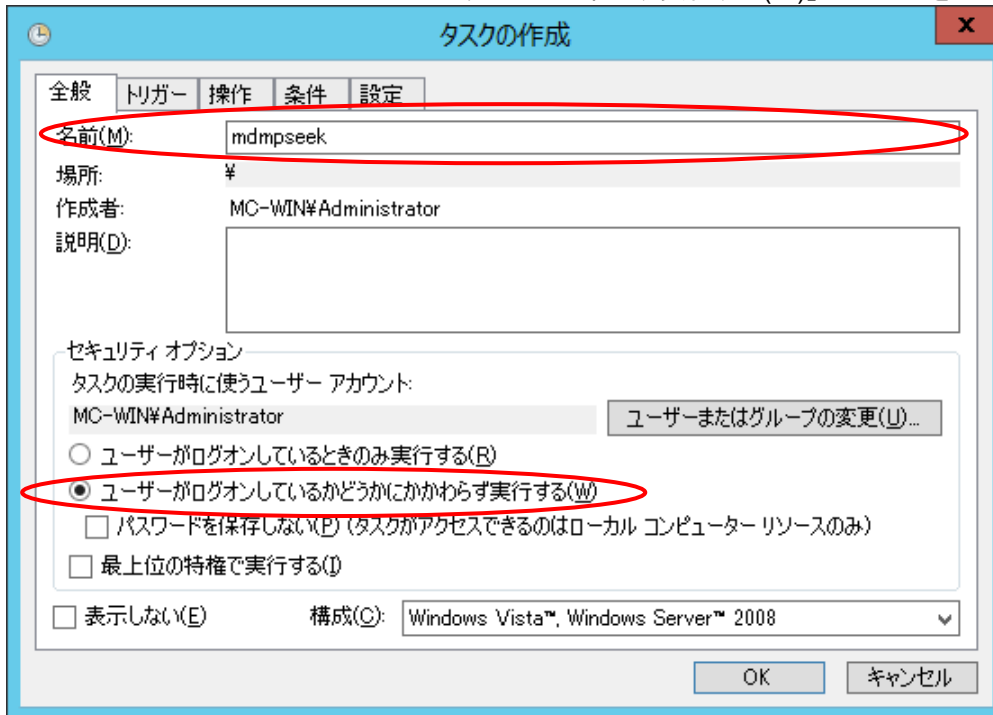 タスクの作成
x
全般 トリガー 操作 条件 設定
名前(M): mdmpseek
場所: ¥
作成者: MC-WIN¥Administrator
説明(D):
セキュリティ オプション
タスクの実行時に使うユーザー アカウント:
MC-WIN¥Administrator ユーザーまたはグループの変更(U)...
ユーザーがログオンしているときのみ実行する(R)
ユーザーがログオンしているかどうかにかかわらず実行する(W)
パスワードを保存しない(P) (タスクがアクセスできるのはローカル コンピューター リソースのみ)
最上位の特権で実行する(I)
表示しない(E) 構成(C): Windows Vista™, Windows Server™ 2008
OK キャンセル